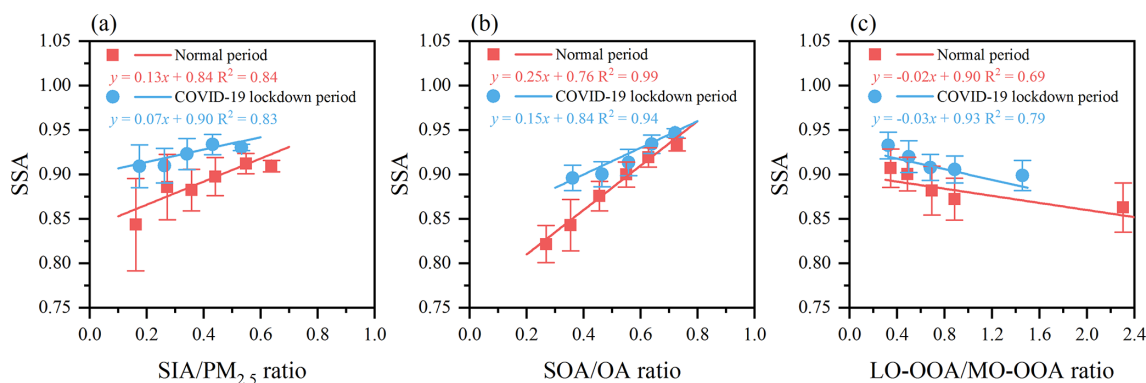 (a)
1.05
1.00
0.95
0.90
0.85
0.80
0.75
SSA
Normal period
y = 0.13x + 0.84 R² = 0.84
COVID-19 lockdown period
y = 0.07x + 0.90 R² = 0.83
0.0 0.2 0.4 0.6 0.8 1.0
SIA/PM₂.₅ ratio
(b)
1.05
1.00
0.95
0.90
0.85
0.80
0.75
SSA
Normal period
y = 0.25x + 0.76 R² = 0.99
COVID-19 lockdown period
y = 0.15x + 0.84 R² = 0.94
0.0 0.2 0.4 0.6 0.8 1.0
SOA/OA ratio
(c)
1.05
1.00
0.95
0.90
0.85
0.80
0.75
SSA
Normal period
y = -0.02x + 0.90 R² = 0.69
COVID-19 lockdown period
y = -0.03x + 0.93 R² = 0.79
0.0 0.6 1.2 1.8 2.4
LO-OOA/MO-OOA ratio